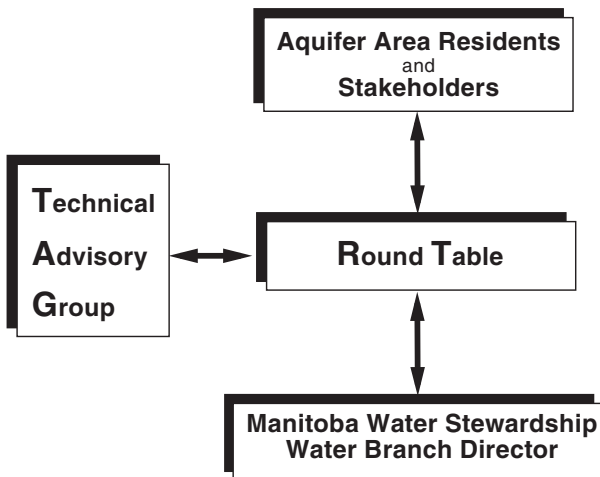 Aquifer Area Residents
and
Stakeholders
Technical
Advisory
Group
Round Table
Manitoba Water Stewardship
Water Branch Director